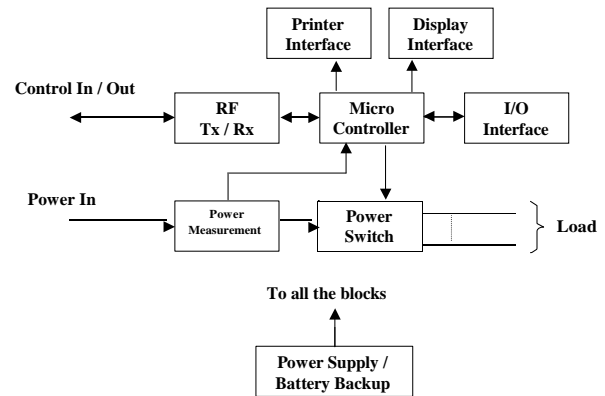 Printer
Interface
Display
Interface
Control In / Out
RF
Tx / Rx
Micro
Controller
I/O
Interface
Power In
Power
Measurement
Power
Switch
Load
To all the blocks
Power Supply /
Battery Backup